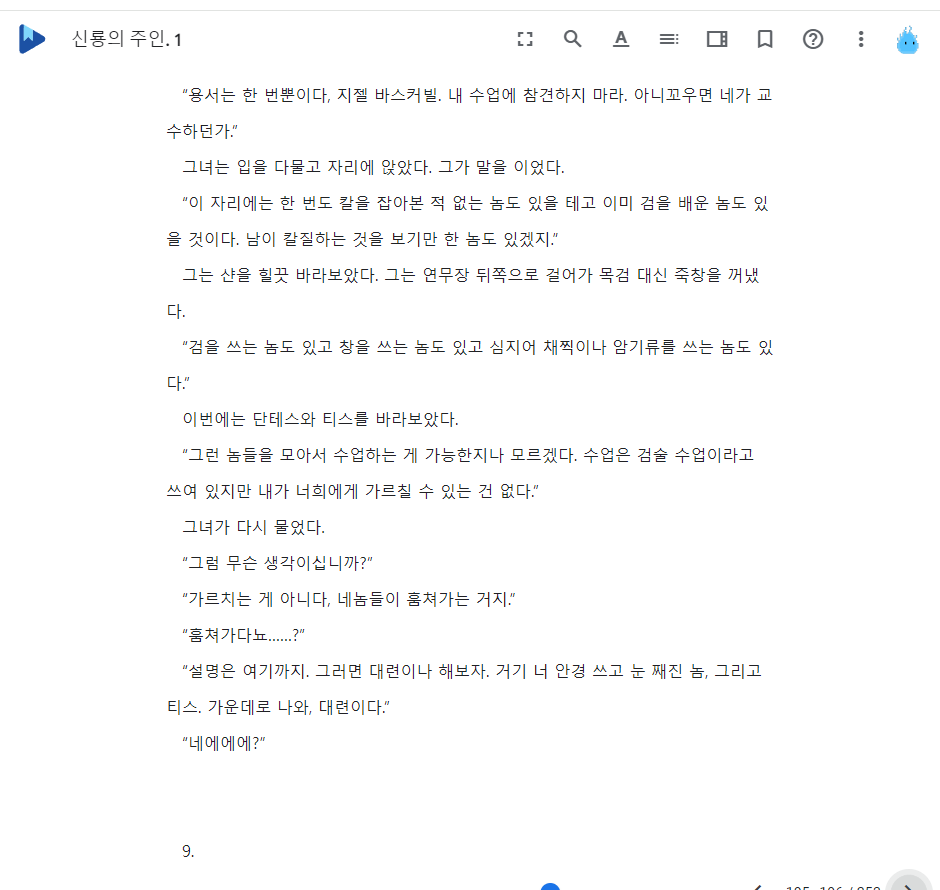 신룡의 주인. 1
“용서는 한 번뿐이다, 지젤 바스커빌. 내 수업에 참견하지 마라. 아니꼬우면 네가 교
수하던가.”
그녀는 입을 다물고 자리에 앉았다. 그가 말을 이었다.
“이 자리에는 한 번도 칼을 잡아본 적 없는 놈도 있을 테고 이미 검을 배운 놈도 있
을 것이다. 남이 칼질하는 것을 보기만 한 놈도 있겠지.”
그는 샨을 힐끗 바라보았다. 그는 연무장 뒤쪽으로 걸어가 목검 대신 죽창을 꺼냈
다.
“검을 쓰는 놈도 있고 창을 쓰는 놈도 있고 심지어 채찍이나 암기류를 쓰는 놈도 있
다.”
이번에는 단테스와 티스를 바라보았다.
“그런 놈들을 모아서 수업하는 게 가능한지나 모르겠다. 수업은 검술 수업이라고
쓰여 있지만 내가 너희에게 가르칠 수 있는 건 없다.”
그녀가 다시 물었다.
“그럼 무슨 생각이십니까?”
“가르치는 게 아니다, 네놈들이 훔쳐가는 거지.”
“훔쳐가다뇨......?”
“설명은 여기까지. 그러면 대련이나 해보자. 거기 너 안경 쓰고 눈 째진 놈, 그리고
티스. 가운데로 나와, 대련이다.”
“네에에에?”
9.